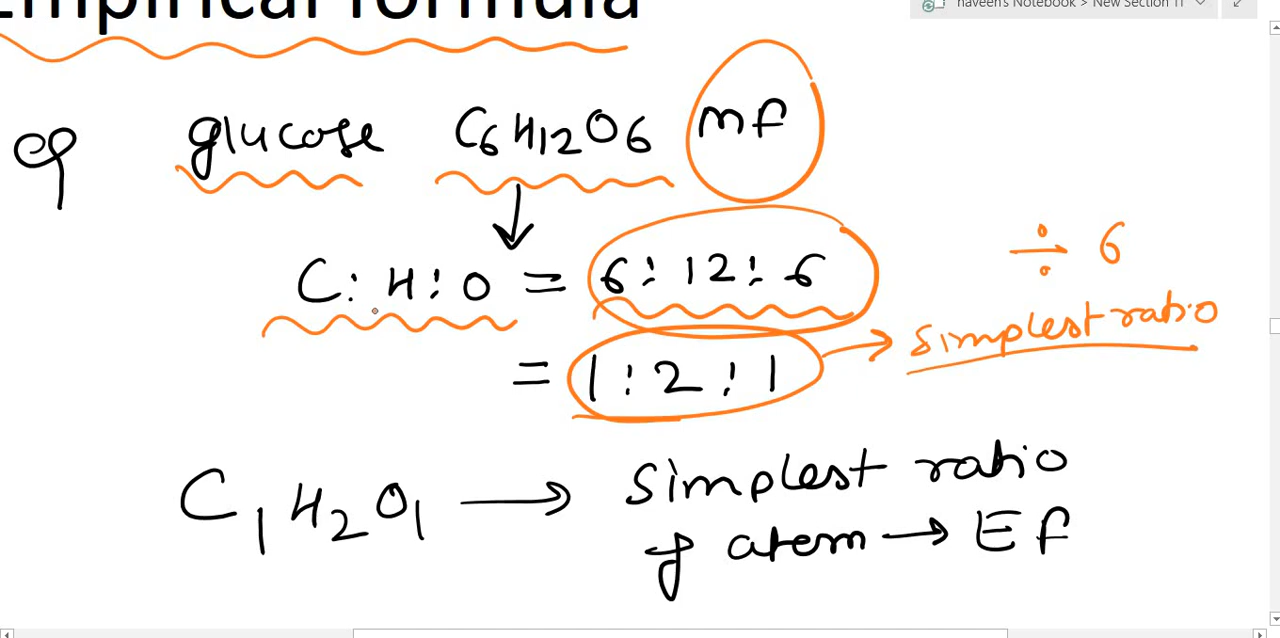 Empirical formula
naveen's Notebook > New Section 11
eg glucose C6H12O6 mf
÷ 6
C : H : O = 6 : 12 : 6
simplest ratio
= 1 : 2 : 1
C1H2O1 → simplest ratio
of atom → EF